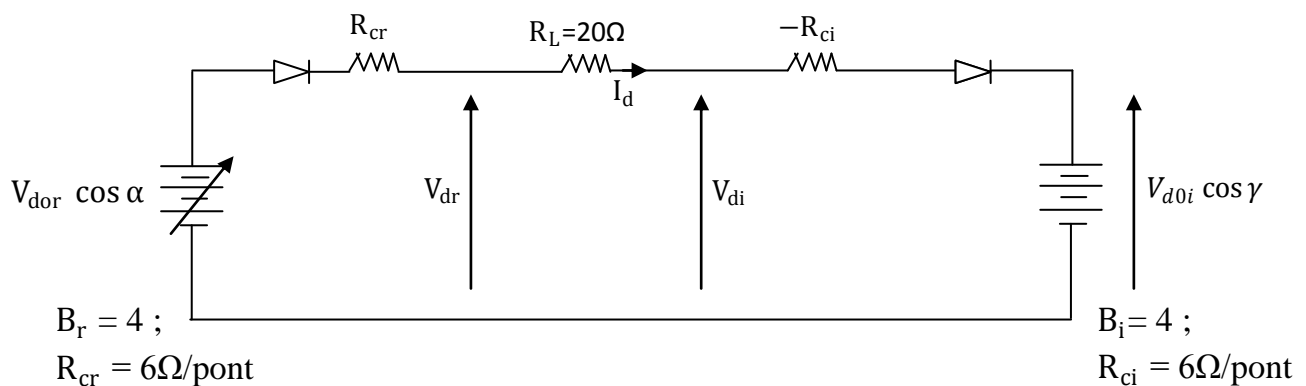 R_cr
R_L=20Ω
−R_ci
I_d
V_dor cos α
V_dr
V_di
V_d0i cos γ
B_r = 4 ;
R_cr = 6Ω/pont
B_i= 4 ;
R_ci = 6Ω/pont